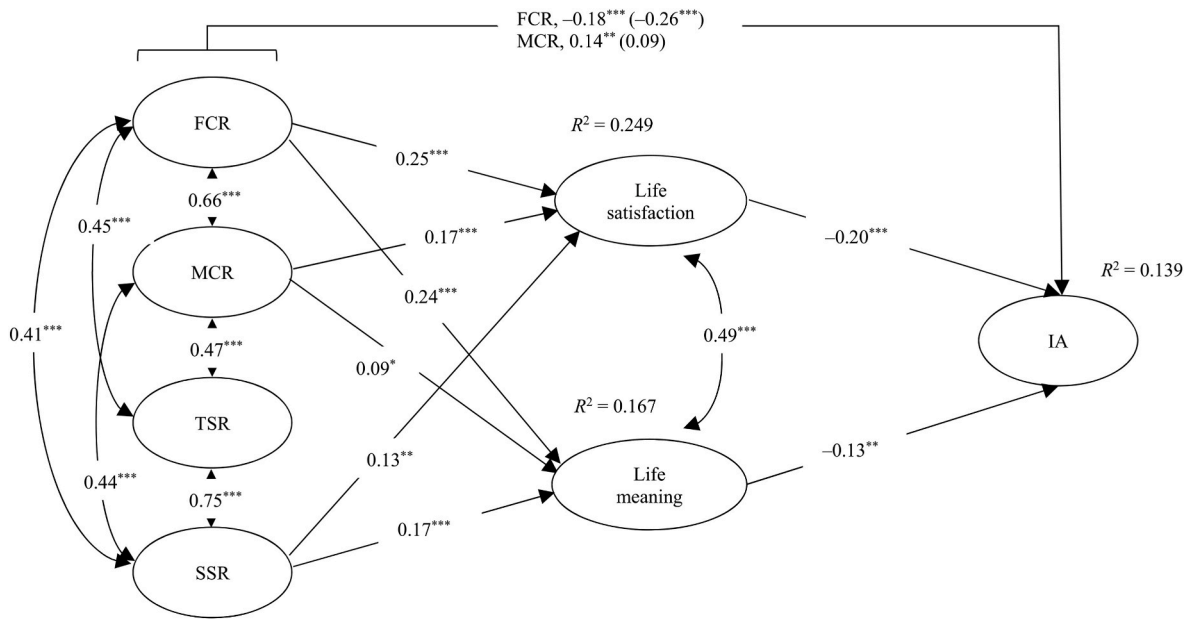 FCR, –0.18*** (–0.26***)
MCR, 0.14** (0.09)
FCR
R² = 0.249
0.25***
Life
satisfaction
0.66***
0.45***
0.17***
–0.20***
MCR
R² = 0.139
0.24***
0.41***
0.49***
IA
0.47***
0.09*
R² = 0.167
TSR
0.13**
–0.13**
Life
meaning
0.44***
0.75***
0.17***
SSR